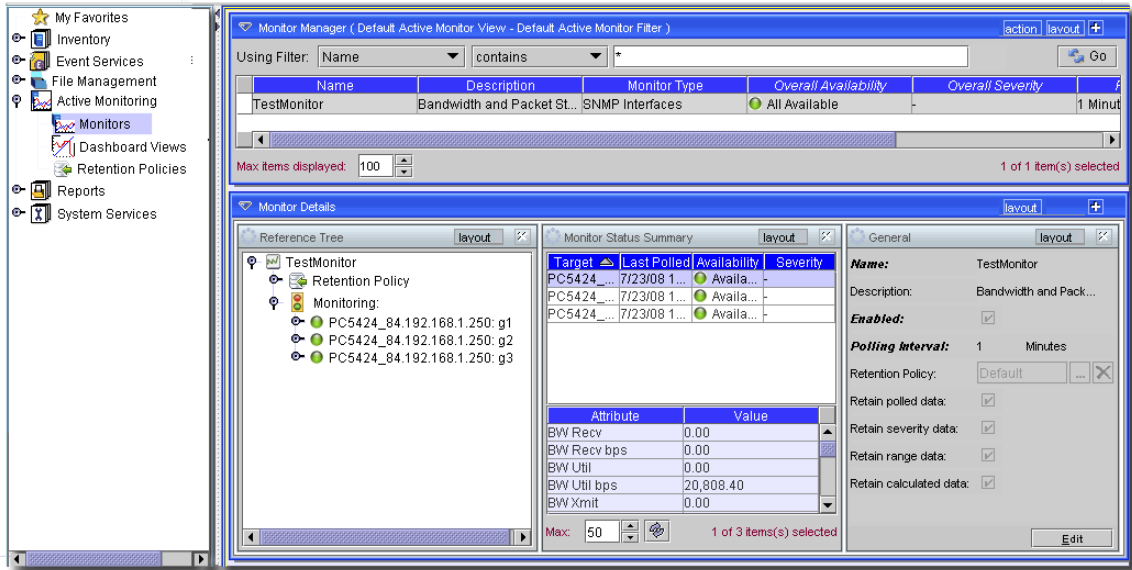 My Favorites
Inventory
Event Services
File Management
Active Monitoring
Monitors
Dashboard Views
Retention Policies
Reports
System Services
Monitor Manager ( Default Active Monitor View - Default Active Monitor Filter )
action layout
Using Filter: Name contains * Go
Name Description Monitor Type Overall Availability Overall Severity
TestMonitor Bandwidth and Packet St... SNMP Interfaces All Available - 1 Minut
Max items displayed: 100 1 of 1 item(s) selected
Monitor Details layout
Reference Tree layout
TestMonitor
Retention Policy
Monitoring:
PC5424_84.192.168.1.250: g1
PC5424_84.192.168.1.250: g2
PC5424_84.192.168.1.250: g3
Monitor Status Summary layout
Target Last Polled Availability Severity
PC5424_... 7/23/08 1... Availa... -
PC5424_... 7/23/08 1... Availa... -
PC5424_... 7/23/08 1... Availa... -
Attribute Value
BW Recv 0.00
BW Recv bps 0.00
BW Util 0.00
BW Util bps 20,808.40
BW Xmit 0.00
Max: 50 1 of 3 items(s) selected
General layout
Name: TestMonitor
Description: Bandwidth and Pack...
Enabled:
Polling Interval: 1 Minutes
Retention Policy: Default ...
Retain polled data:
Retain severity data:
Retain range data:
Retain calculated data:
Edit